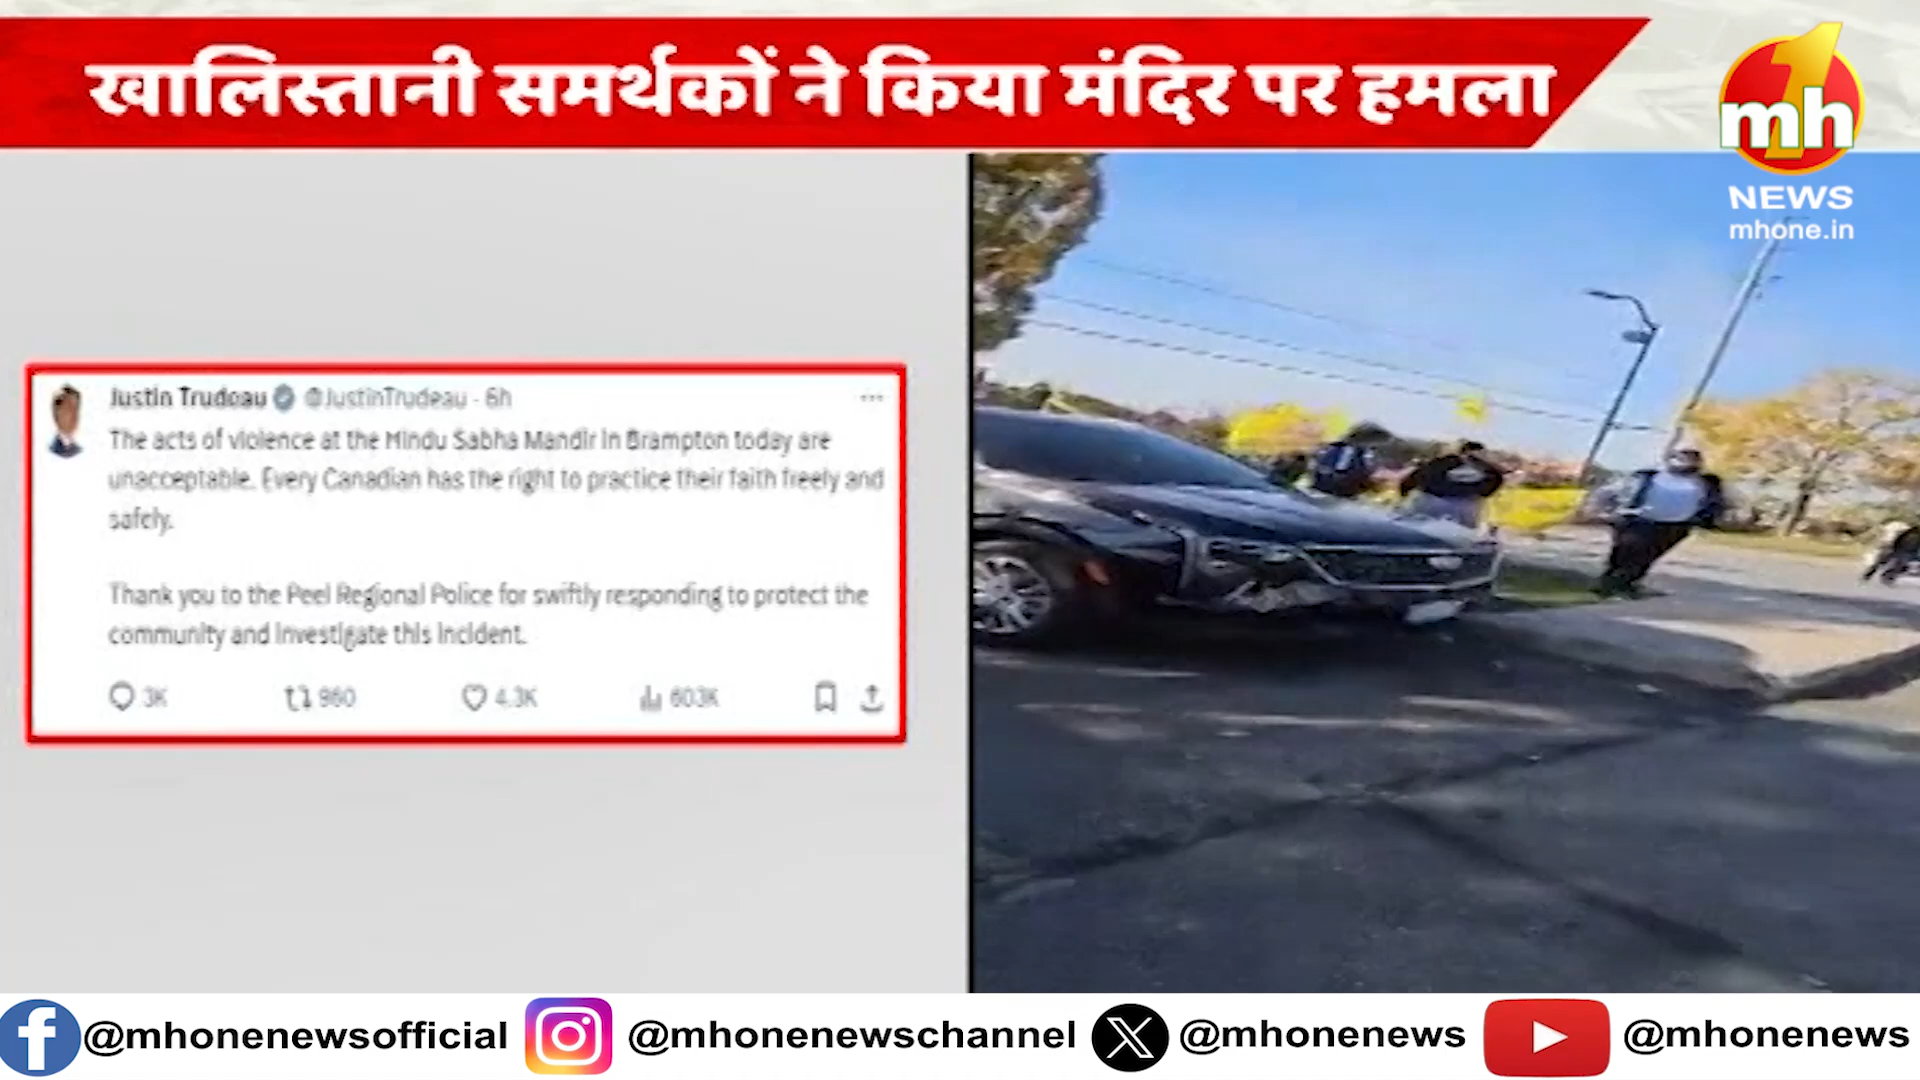 खालिस्तानी समर्थकों ने किया मंदिर पर हमला
mh1
NEWS
mhone.in
Justin Trudeau @JustinTrudeau · 6h
The acts of violence at the Hindu Sabha Mandir in Brampton today are
unacceptable. Every Canadian has the right to practice their faith freely and
safely.
Thank you to the Peel Regional Police for swiftly responding to protect the
community and investigate this incident.
3K 960 4.3K 603K
@mhonenewsofficial @mhonenewschannel @mhonenews @mhonenews